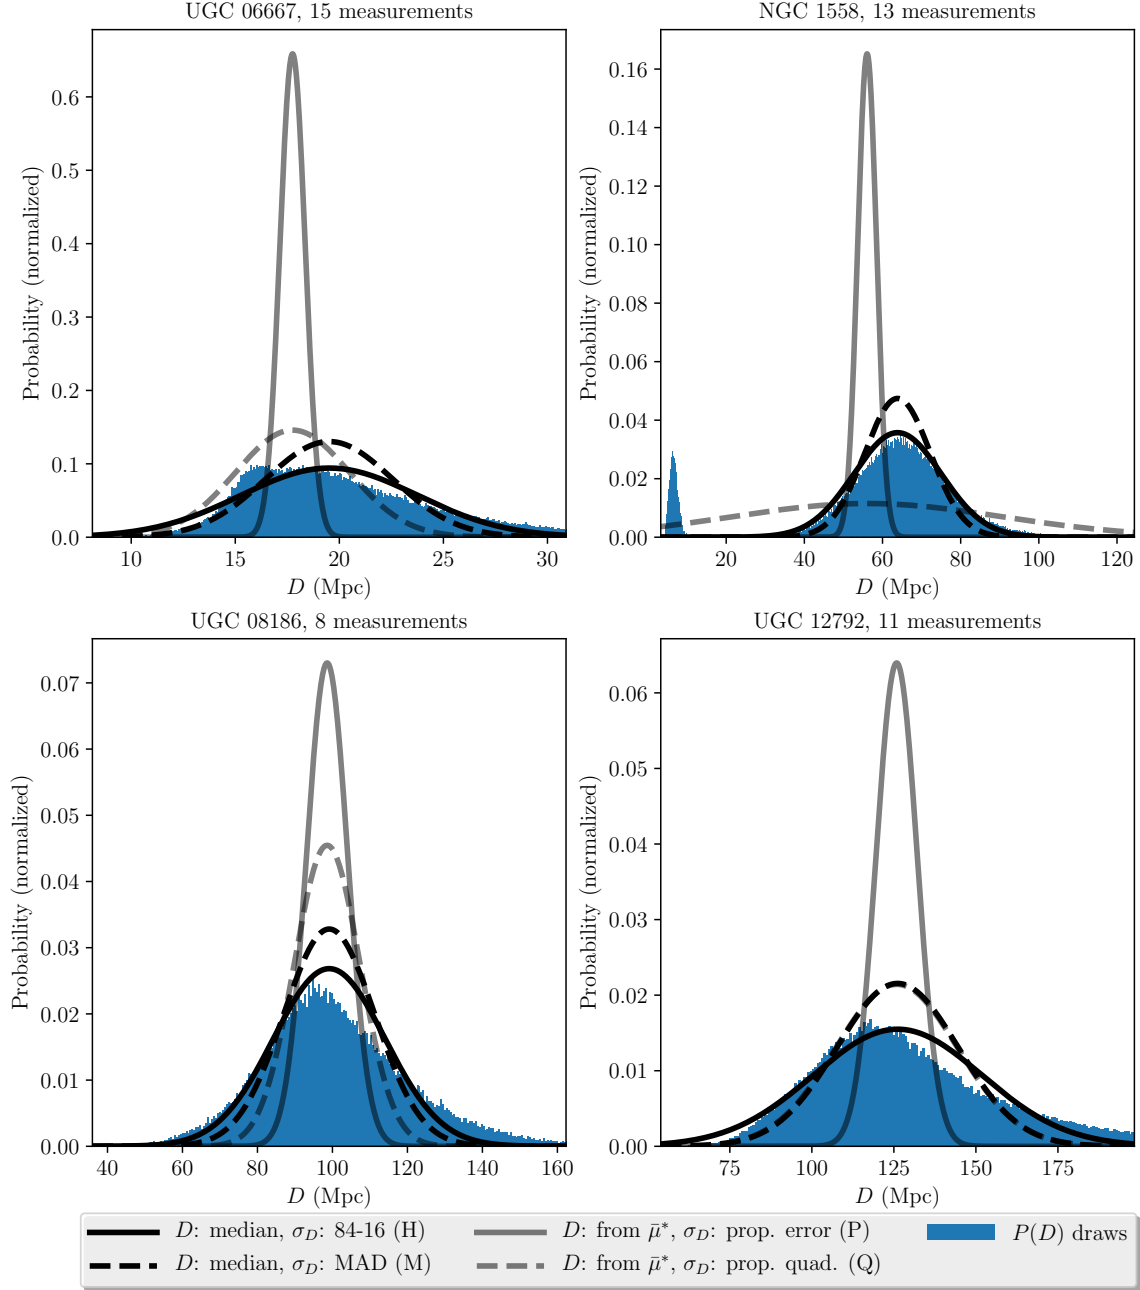 UGC 06667, 15 measurements
Probability (normalized)
0.6
0.5
0.4
0.3
0.2
0.1
0.0
10 15 20 25 30
D (Mpc)
NGC 1558, 13 measurements
Probability (normalized)
0.16
0.14
0.12
0.10
0.08
0.06
0.04
0.02
0.00
20 40 60 80 100 120
D (Mpc)
UGC 08186, 8 measurements
Probability (normalized)
0.07
0.06
0.05
0.04
0.03
0.02
0.01
0.00
40 60 80 100 120 140 160
D (Mpc)
UGC 12792, 11 measurements
Probability (normalized)
0.06
0.05
0.04
0.03
0.02
0.01
0.00
75 100 125 150 175
D (Mpc)
D: median, σ_D: 84-16 (H)
D: median, σ_D: MAD (M)
D: from μ̄*, σ_D: prop. error (P)
D: from μ̄*, σ_D: prop. quad. (Q)
P(D) draws